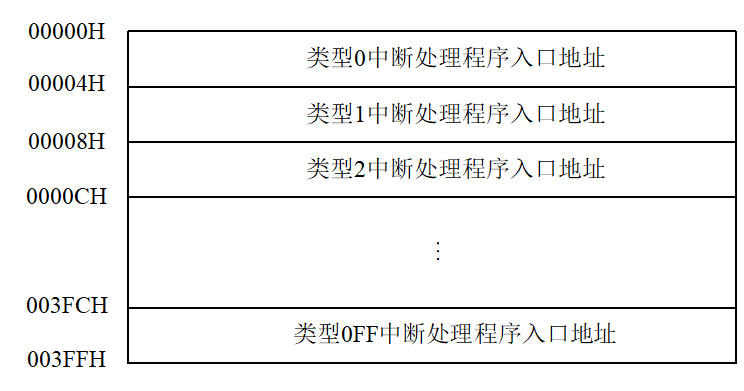 00000H
类型0中断处理程序入口地址
00004H
类型1中断处理程序入口地址
00008H
类型2中断处理程序入口地址
0000CH
⋮
003FCH
类型0FF中断处理程序入口地址
003FFH